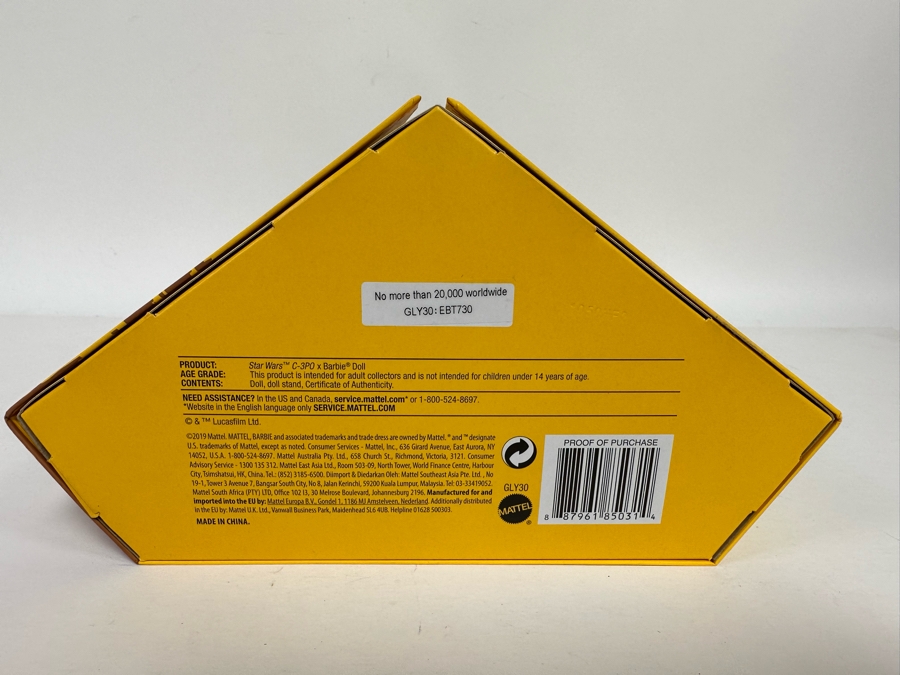 No more than 20,000 worldwide
GLY30:EBT730
PRODUCT: Star Wars™ C-3PO x Barbie® Doll
AGE GRADE: This product is intended for adult collectors and is not intended for children under 14 years of age.
CONTENTS: Doll, doll stand, Certificate of Authenticity.
NEED ASSISTANCE? In the US and Canada, service.mattel.com* or 1-800-524-8697.
*Website in the English language only SERVICE.MATTEL.COM
© & ™ Lucasfilm Ltd.
©2019 Mattel. MATTEL, BARBIE and associated trademarks and trade dress are owned by Mattel. ® and ™ designate
U.S. trademarks of Mattel, except as noted. Consumer Services - Mattel, Inc., 636 Girard Avenue, East Aurora, NY
14052, U.S.A. 1-800-524-8697. Mattel Australia Pty. Ltd., 658 Church St., Richmond, Victoria, 3121. Consumer
Advisory Service - 1300 135 312. Mattel East Asia Ltd., Room 503-09, North Tower, World Finance Centre, Harbour
City, Tsimshatsui, HK, China. Tel.: (852) 3185-6500. Diimport & Diedarkan Oleh: Mattel Southeast Asia Pte. Ltd., No
19-1, Tower 3 Avenue 7, Bangsar South City, No 8, Jalan Kerinchi, 59200 Kuala Lumpur, Malaysia. Tel: 03-33419052.
Mattel South Africa (PTY) LTD, Office 102 I3, 30 Melrose Boulevard, Johannesburg 2196. Manufactured for and
imported into the EU by: Mattel Europa B.V., Gondel 1, 1186 MJ Amstelveen, Nederland. Additionally distributed
in the EU by: Mattel U.K. Ltd., Vanwall Business Park, Maidenhead SL6 4UB. Helpline 01628 500303.
MADE IN CHINA.
GLY30
MATTEL®
PROOF OF PURCHASE
8 87961 85031 4